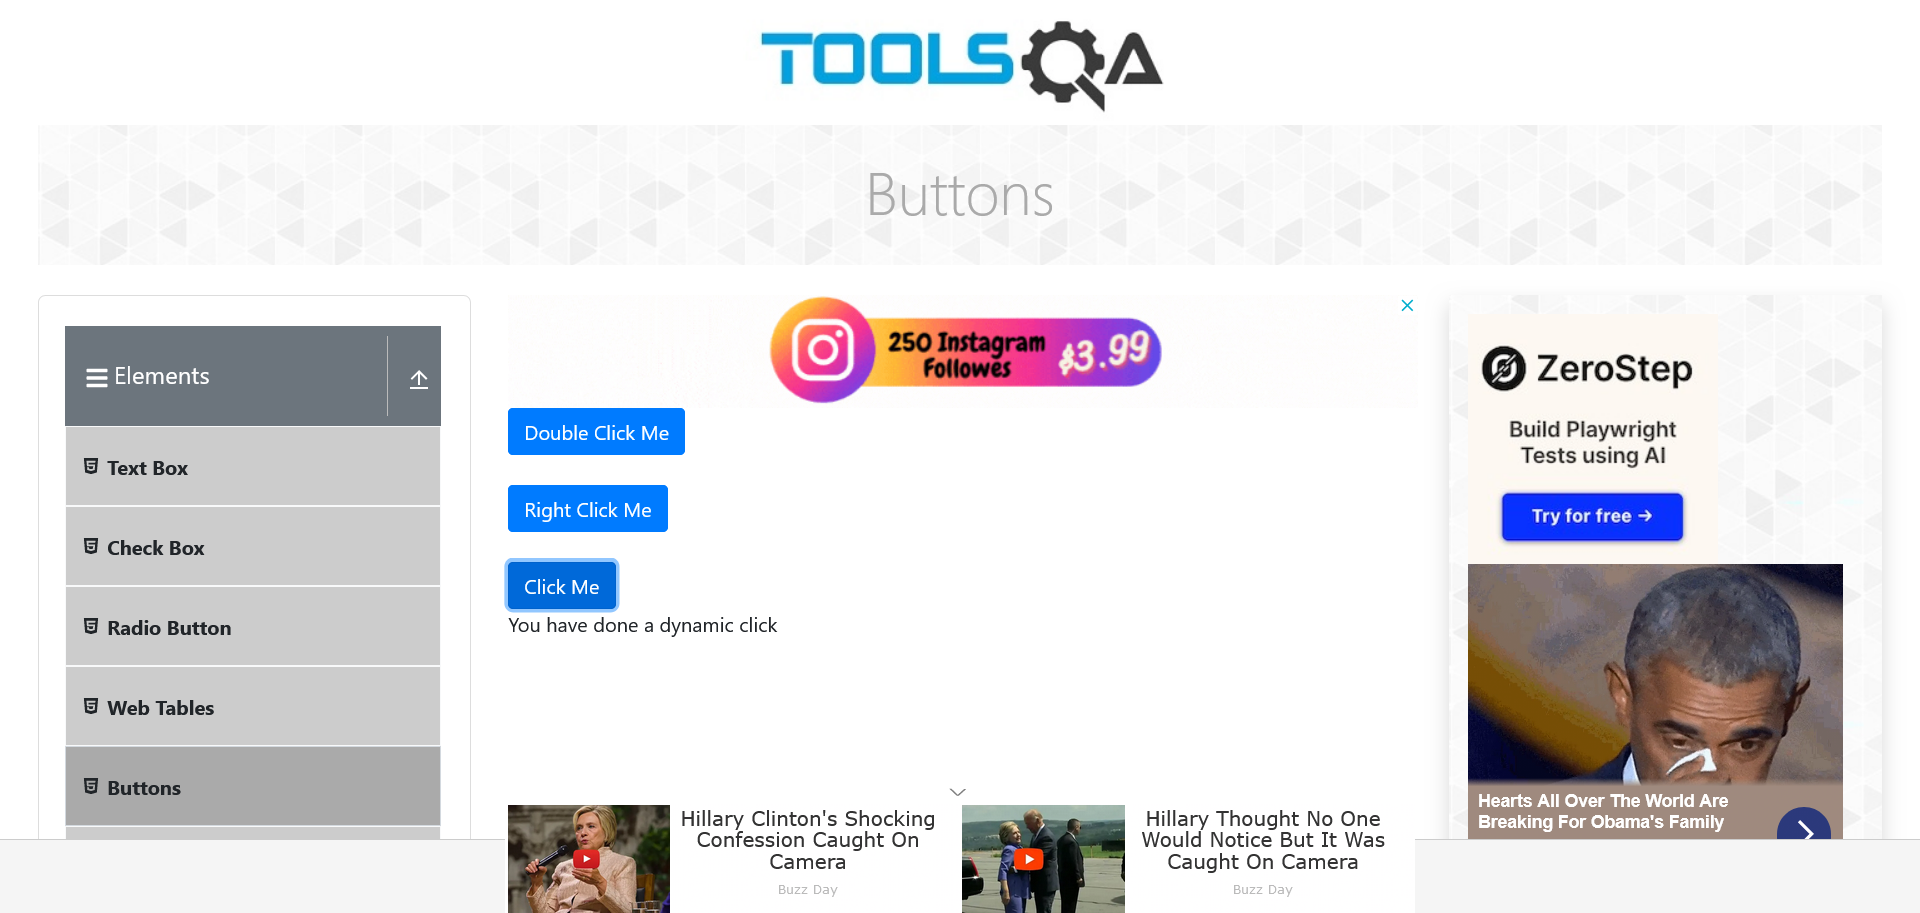 TOOLSQA
Buttons
Elements
Text Box
Check Box
Radio Button
Web Tables
Buttons
250 Instagram
Followes
$3.99
Double Click Me
Right Click Me
Click Me
You have done a dynamic click
Hillary Clinton's Shocking
Confession Caught On
Camera
Buzz Day
Hillary Thought No One
Would Notice But It Was
Caught On Camera
Buzz Day
ZeroStep
Build Playwright
Tests using AI
Try for free →
Hearts All Over The World Are
Breaking For Obama's Family